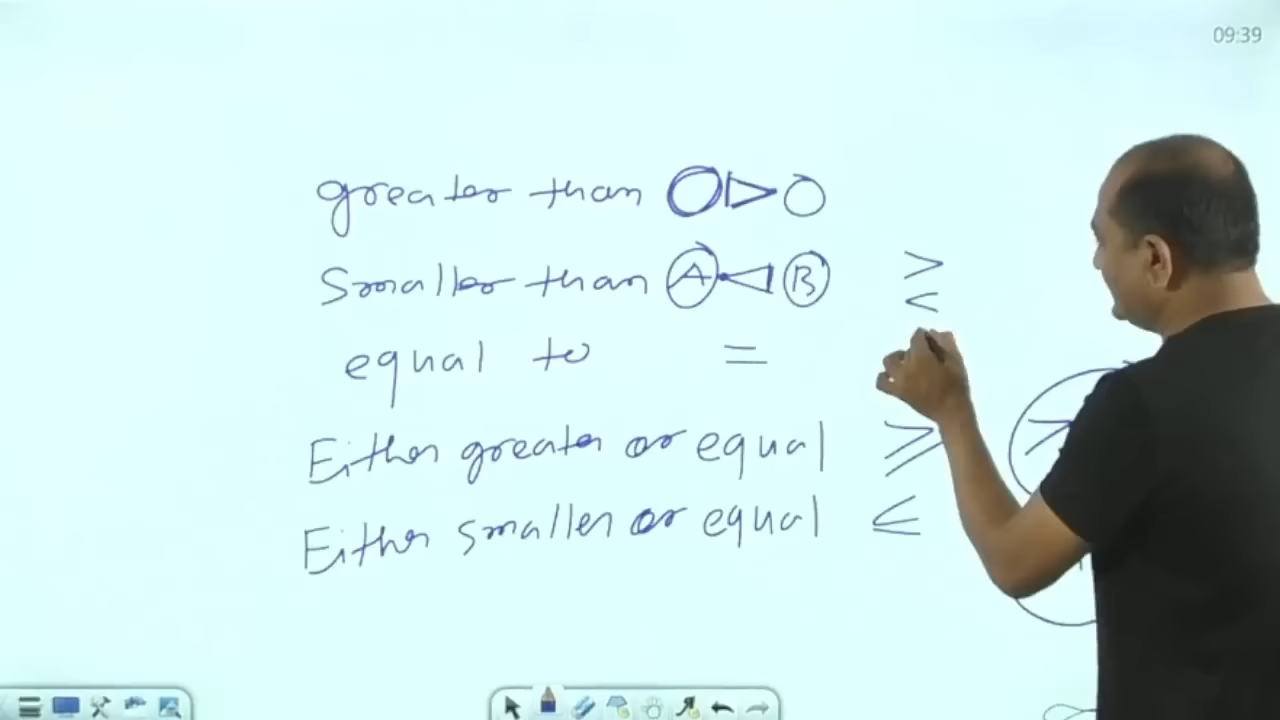 09:39
greater than ○ > ○
Smaller than Ⓐ < Ⓑ >
<
equal to =
Either greater or equal ≥
Either smaller or equal ≤